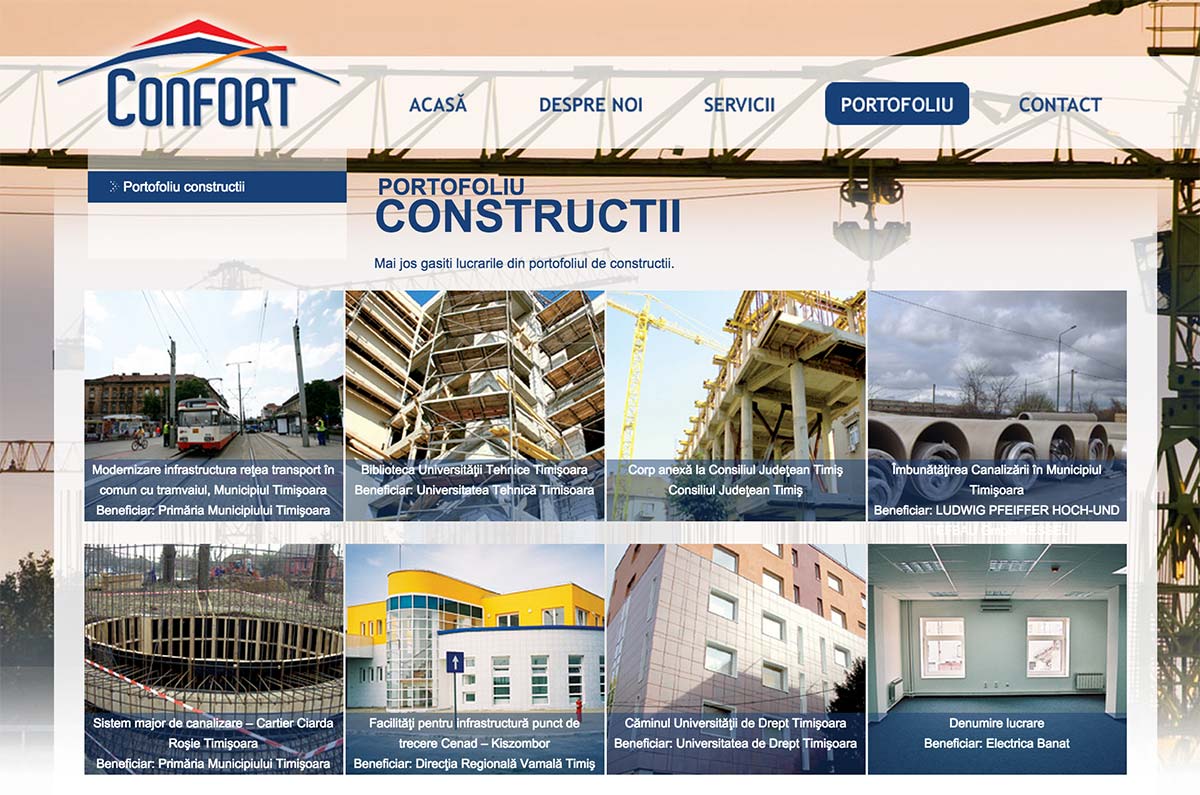 CONFORT
ACASĂ
DESPRE NOI
SERVICII
PORTOFOLIU
CONTACT
Portofoliu constructii
PORTOFOLIU
CONSTRUCTII
Mai jos gasiti lucrarile din portofoliul de constructii.
Modernizare infrastructura rețea transport în
comun cu tramvaiul, Municipiul Timișoara
Beneficiar: Primăria Municipiului Timișoara
Biblioteca Universității Tehnice Timișoara
Beneficiar: Universitatea Tehnică Timisoara
Corp anexă la Consiliul Județean Timiș
Consiliul Județean Timiș
Îmbunătățirea Canalizării în Municipiul
Timișoara
Beneficiar: LUDWIG PFEIFFER HOCH-UND
Sistem major de canalizare – Cartier Ciarda
Roșie Timișoara
Beneficiar: Primăria Municipiului Timișoara
Facilități pentru infrastructură punct de
trecere Cenad – Kiszombor
Beneficiar: Direcția Regională Vamală Timiș
Căminul Universității de Drept Timișoara
Beneficiar: Universitatea de Drept Timișoara
Denumire lucrare
Beneficiar: Electrica Banat